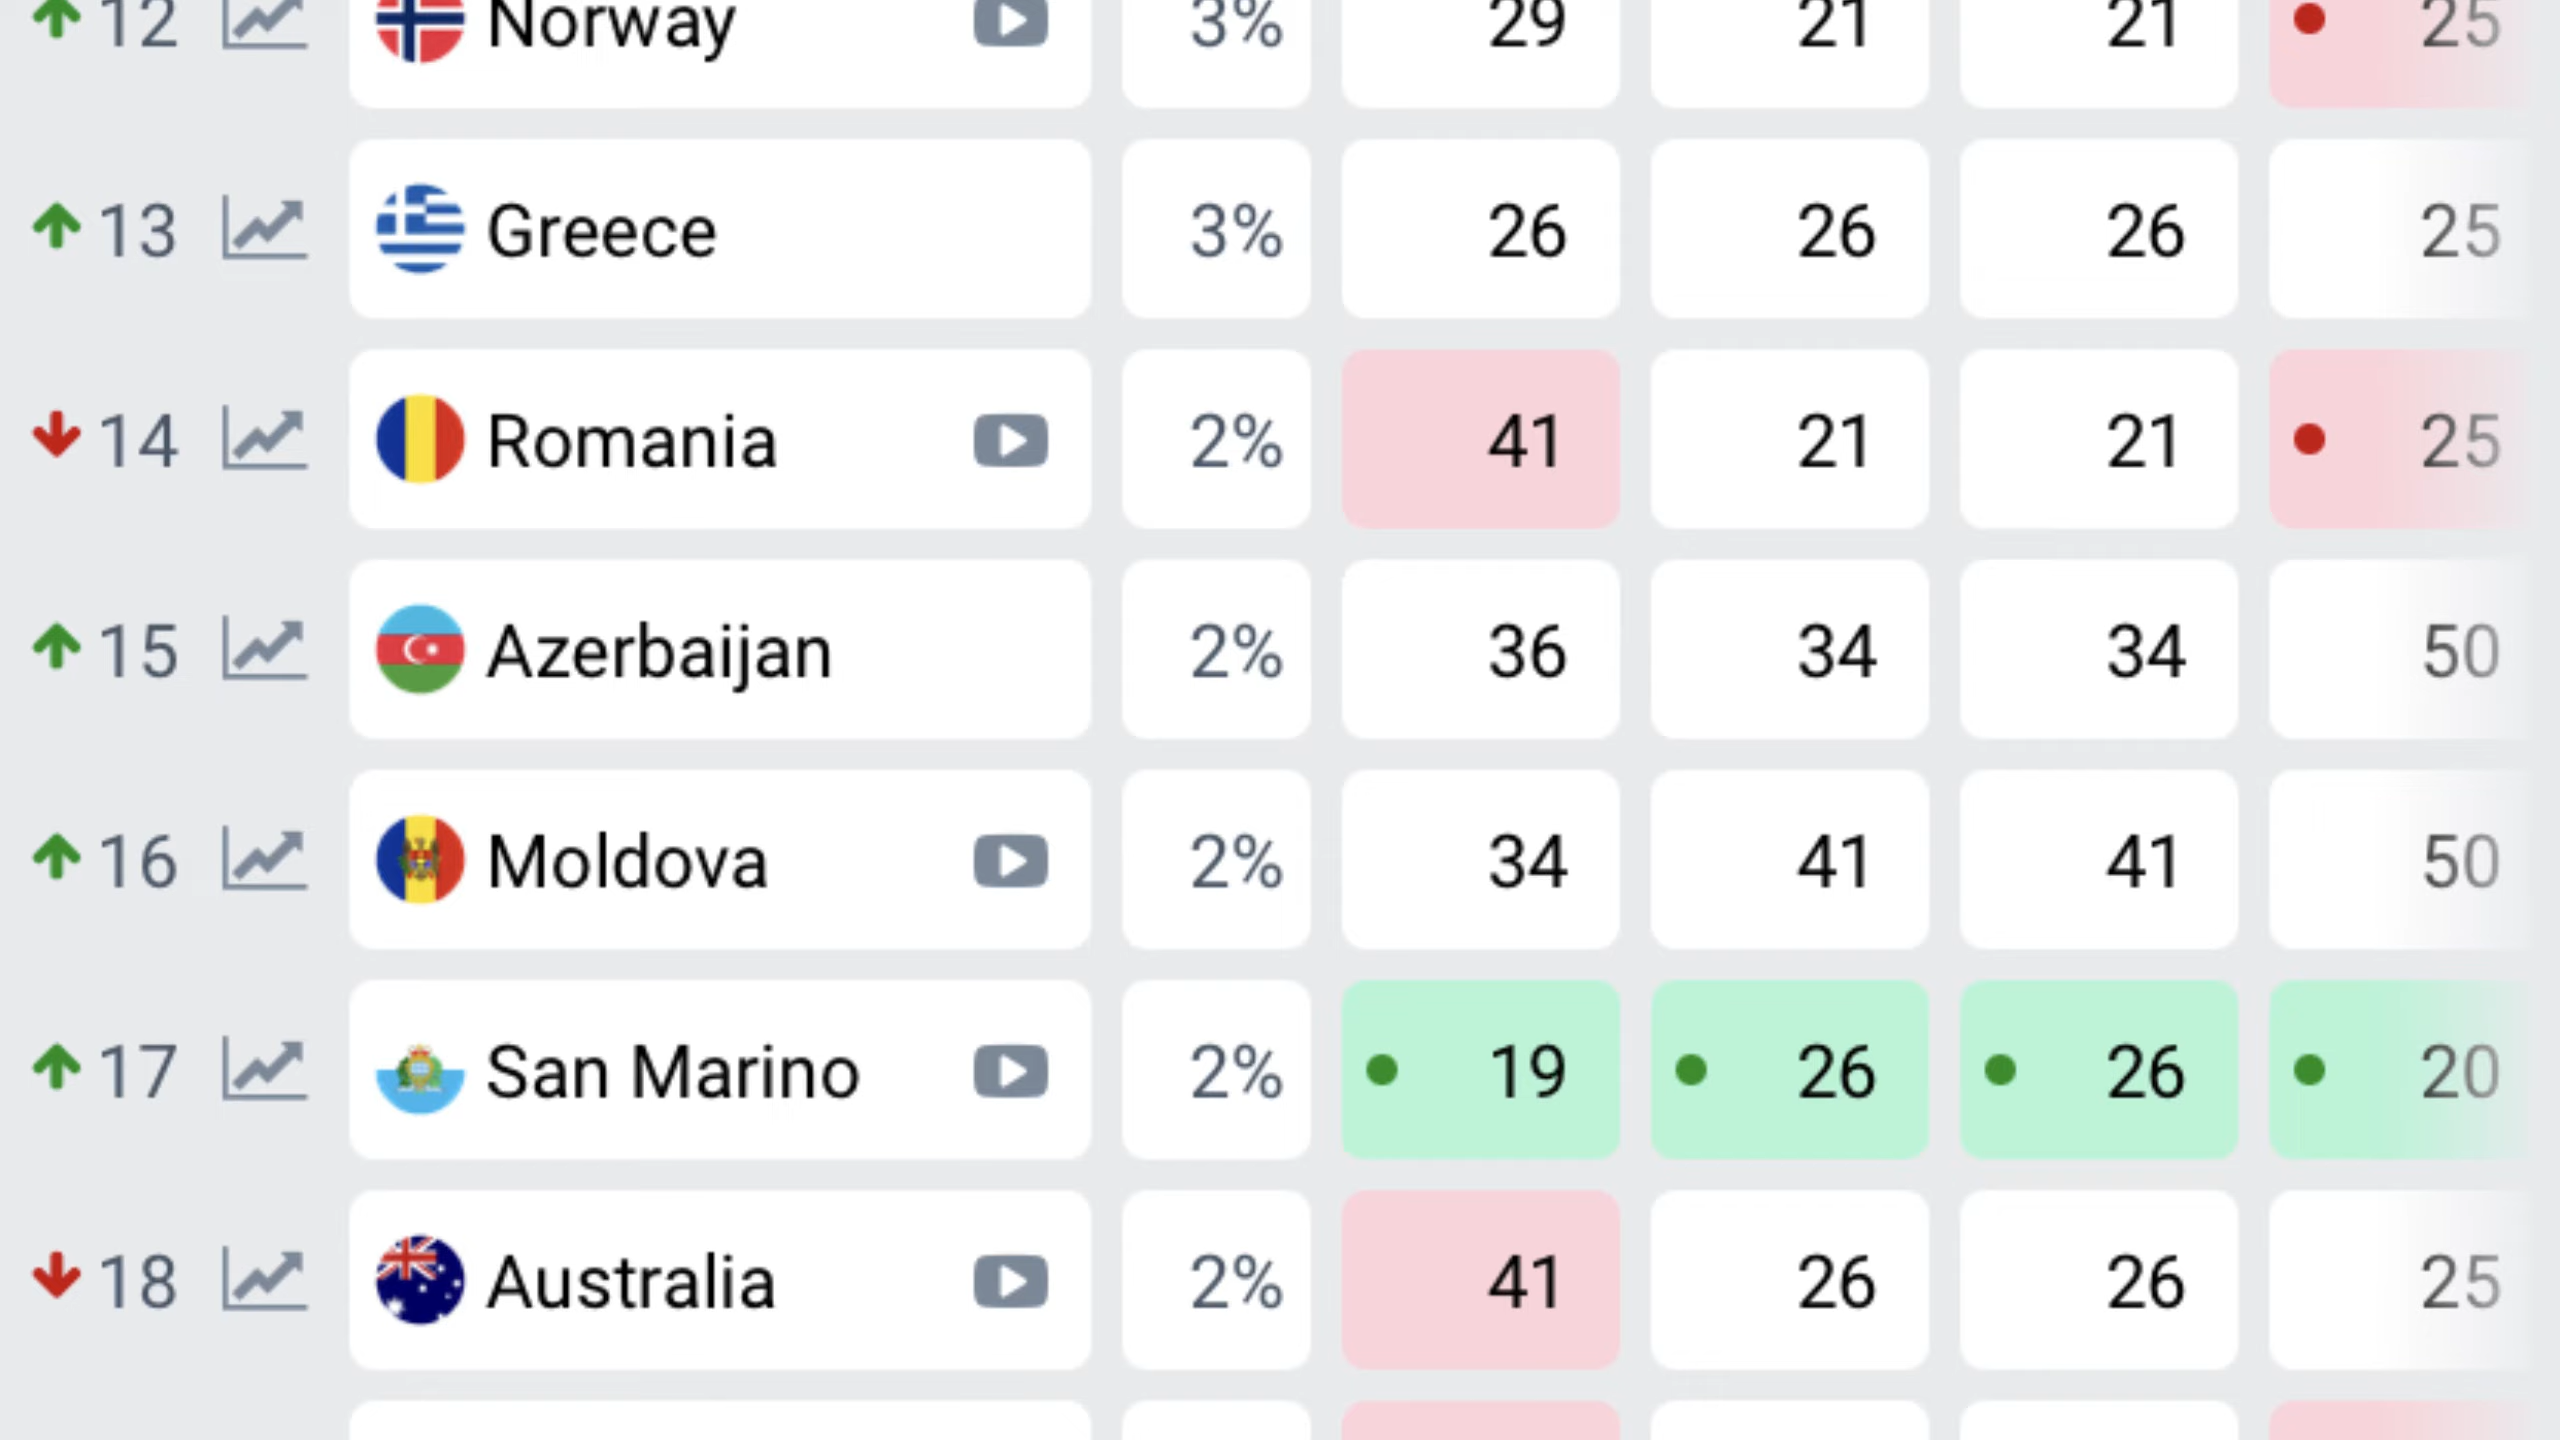 12 Norway 3% 29 21 21 25
13 Greece 3% 26 26 26 25
14 Romania 2% 41 21 21 25
15 Azerbaijan 2% 36 34 34 50
16 Moldova 2% 34 41 41 50
17 San Marino 2% 19 26 26 20
18 Australia 2% 41 26 26 25